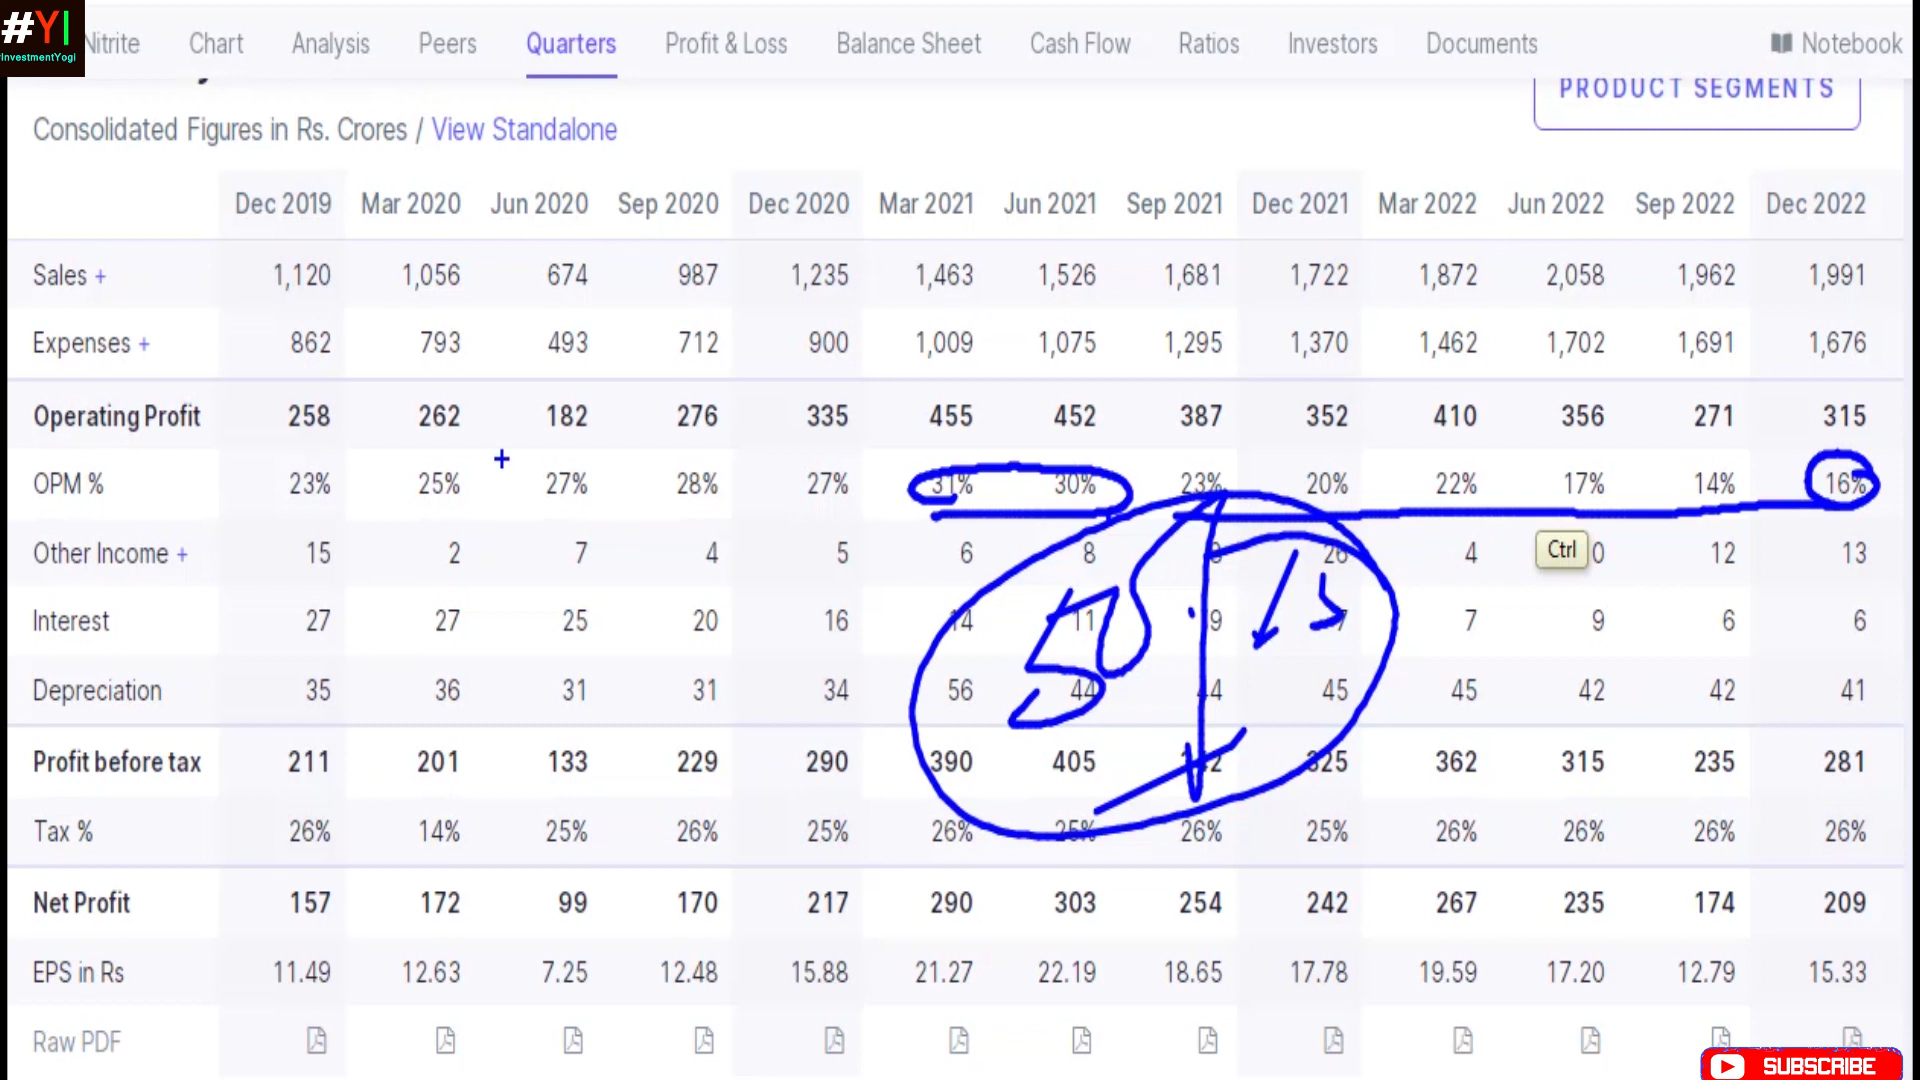 #YI
InvestmentYogi
Nitrite Chart Analysis Peers Quarters Profit & Loss Balance Sheet Cash Flow Ratios Investors Documents Notebook
PRODUCT SEGMENTS
Consolidated Figures in Rs. Crores / View Standalone
Dec 2019 Mar 2020 Jun 2020 Sep 2020 Dec 2020 Mar 2021 Jun 2021 Sep 2021 Dec 2021 Mar 2022 Jun 2022 Sep 2022 Dec 2022
Sales + 1,120 1,056 674 987 1,235 1,463 1,526 1,681 1,722 1,872 2,058 1,962 1,991
Expenses + 862 793 493 712 900 1,009 1,075 1,295 1,370 1,462 1,702 1,691 1,676
Operating Profit 258 262 182 276 335 455 452 387 352 410 356 271 315
OPM % 23% 25% 27% 28% 27% 31% 30% 23% 20% 22% 17% 14% 16%
Other Income + 15 2 7 4 5 6 8 26 4 0 12 13
Ctrl
Interest 27 27 25 20 16 14 11 9 7 7 9 6 6
50
Depreciation 35 36 31 31 34 56 44 44 45 45 42 42 41
Profit before tax 211 201 133 229 290 390 405 325 362 315 235 281
Tax % 26% 14% 25% 26% 25% 26% 25% 26% 25% 26% 26% 26% 26%
Net Profit 157 172 99 170 217 290 303 254 242 267 235 174 209
EPS in Rs 11.49 12.63 7.25 12.48 15.88 21.27 22.19 18.65 17.78 19.59 17.20 12.79 15.33
Raw PDF
SUBSCRIBE